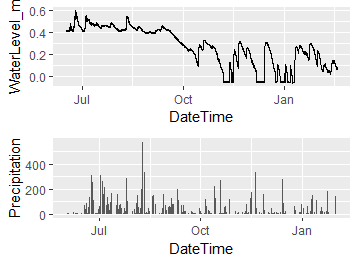 WaterLevel_m
0.6
0.4
0.2
0.0
Jul Oct Jan
DateTime
Precipitation
400
200
0
Jul Oct Jan
DateTime